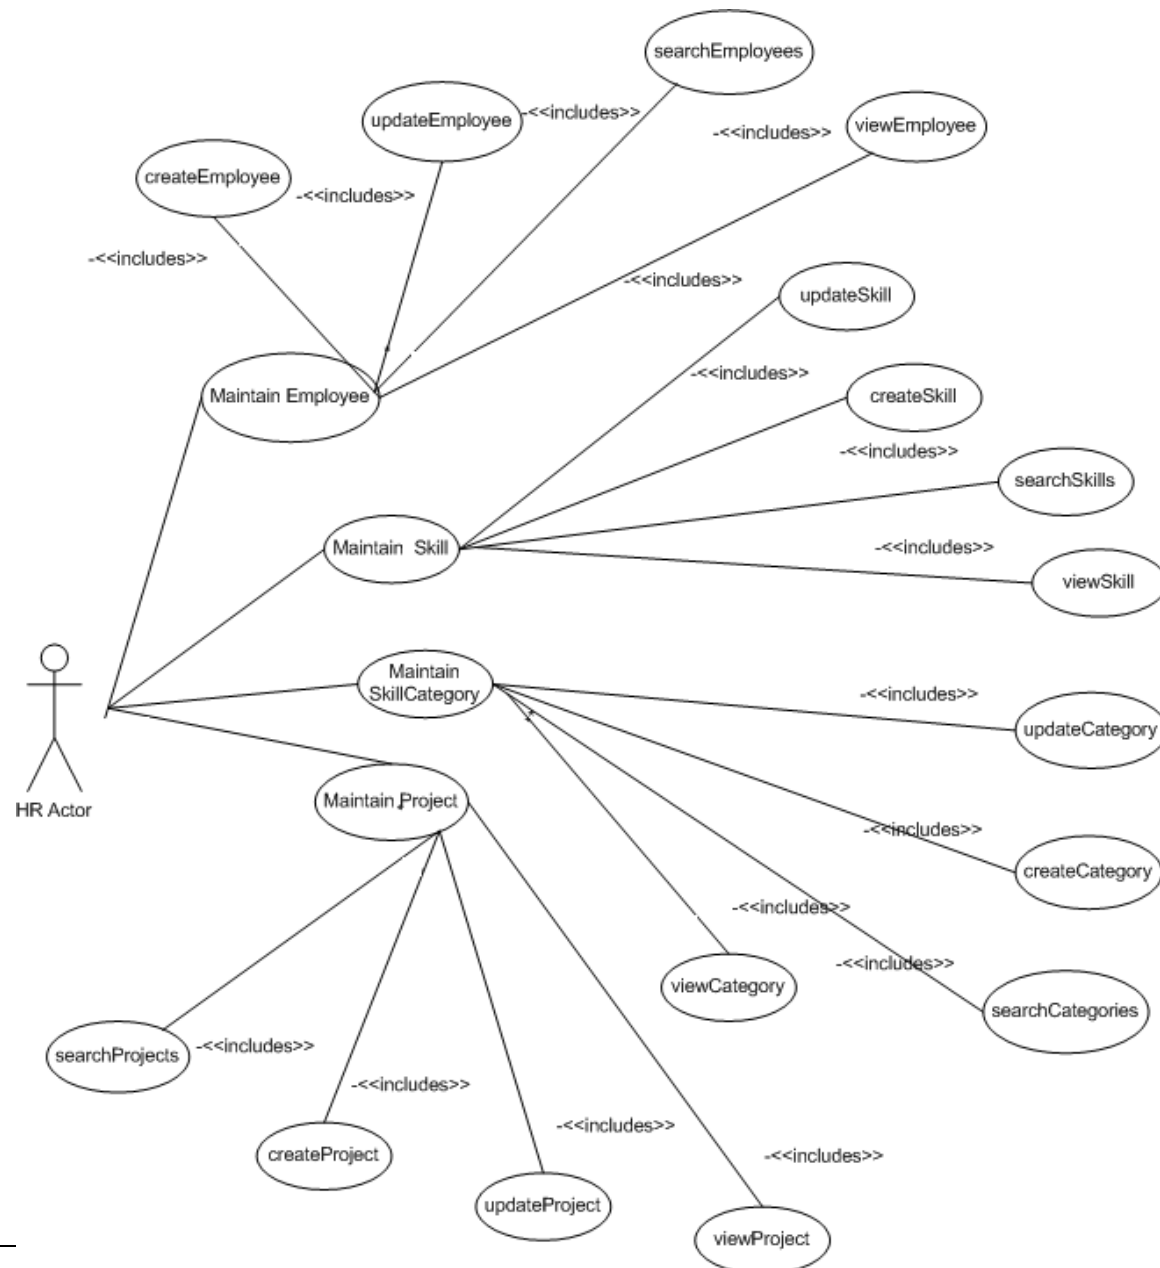 searchEmployees
updateEmployee
-<<includes>>
-<<includes>>
viewEmployee
createEmployee
-<<includes>>
-<<includes>>
-<<includes>>
updateSkill
-<<includes>>
Maintain Employee
createSkill
-<<includes>>
searchSkills
Maintain  Skill
-<<includes>>
viewSkill
Maintain
SkillCategory
-<<includes>>
updateCategory
HR Actor
Maintain Project
-<<includes>>
createCategory
-<<includes>>
viewCategory
-<<includes>>
searchCategories
searchProjects
-<<includes>>
-<<includes>>
createProject
-<<includes>>
updateProject
-<<includes>>
viewProject